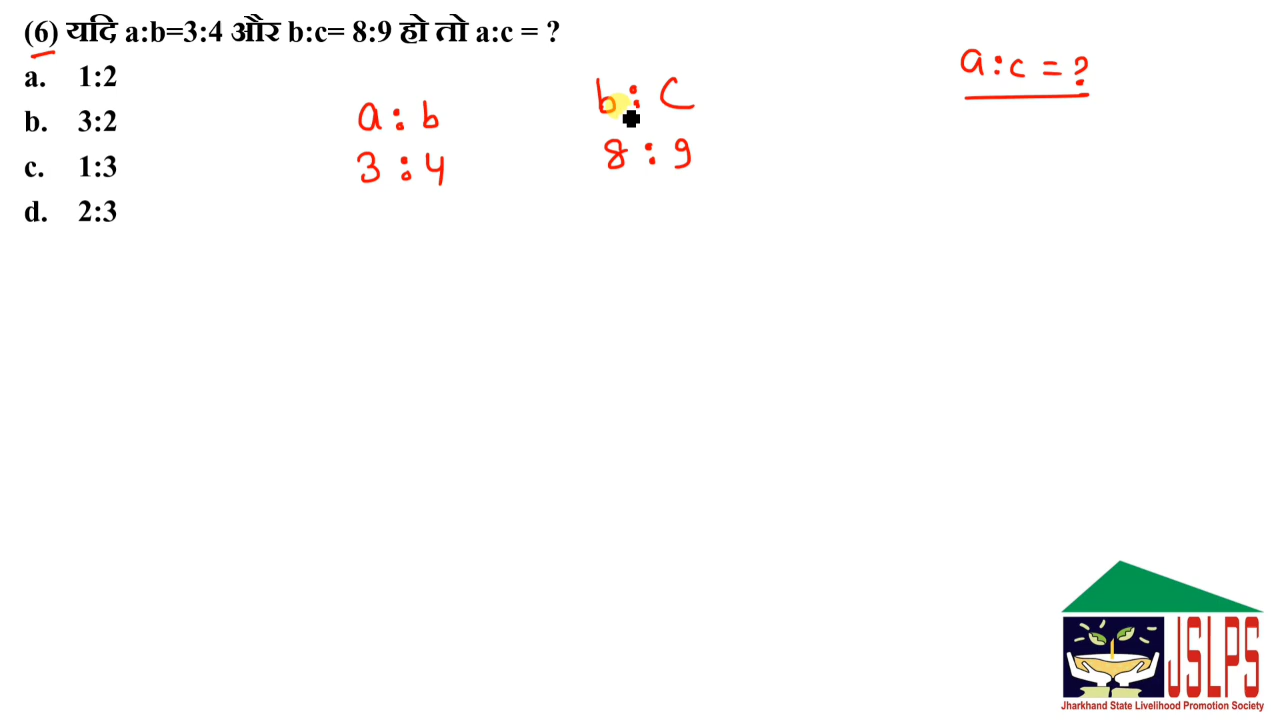 (6) यदि a:b=3:4 और b:c= 8:9 हो तो a:c = ?
a. 1:2
b. 3:2
c. 1:3
d. 2:3
a : b
3 : 4
b : c
8 : 9
a : c = ?
JSLPS
Jharkhand State Livelihood Promotion Society